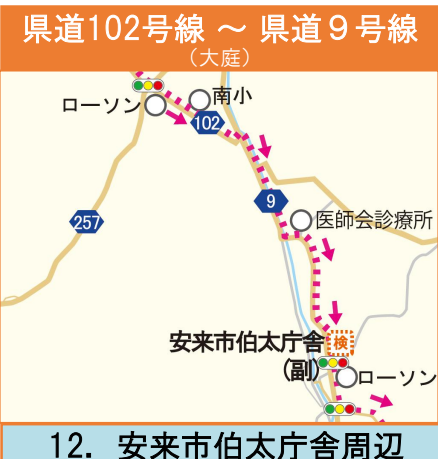 県道102号線 ～ 県道９号線
（大庭）
ローソン
南小
102
9
257
医師会診療所
安来市伯太庁舎
検
(副)
ローソン
12．安来市伯太庁舎周辺